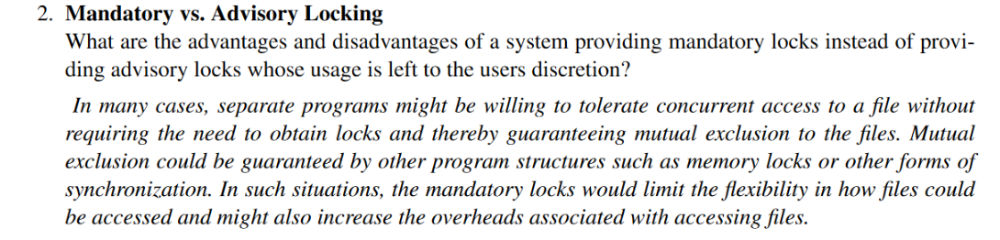 2. Mandatory vs. Advisory Locking
What are the advantages and disadvantages of a system providing mandatory locks instead of provi-
ding advisory locks whose usage is left to the users discretion?
In many cases, separate programs might be willing to tolerate concurrent access to a file without
requiring the need to obtain locks and thereby guaranteeing mutual exclusion to the files. Mutual
exclusion could be guaranteed by other program structures such as memory locks or other forms of
synchronization. In such situations, the mandatory locks would limit the flexibility in how files could
be accessed and might also increase the overheads associated with accessing files.